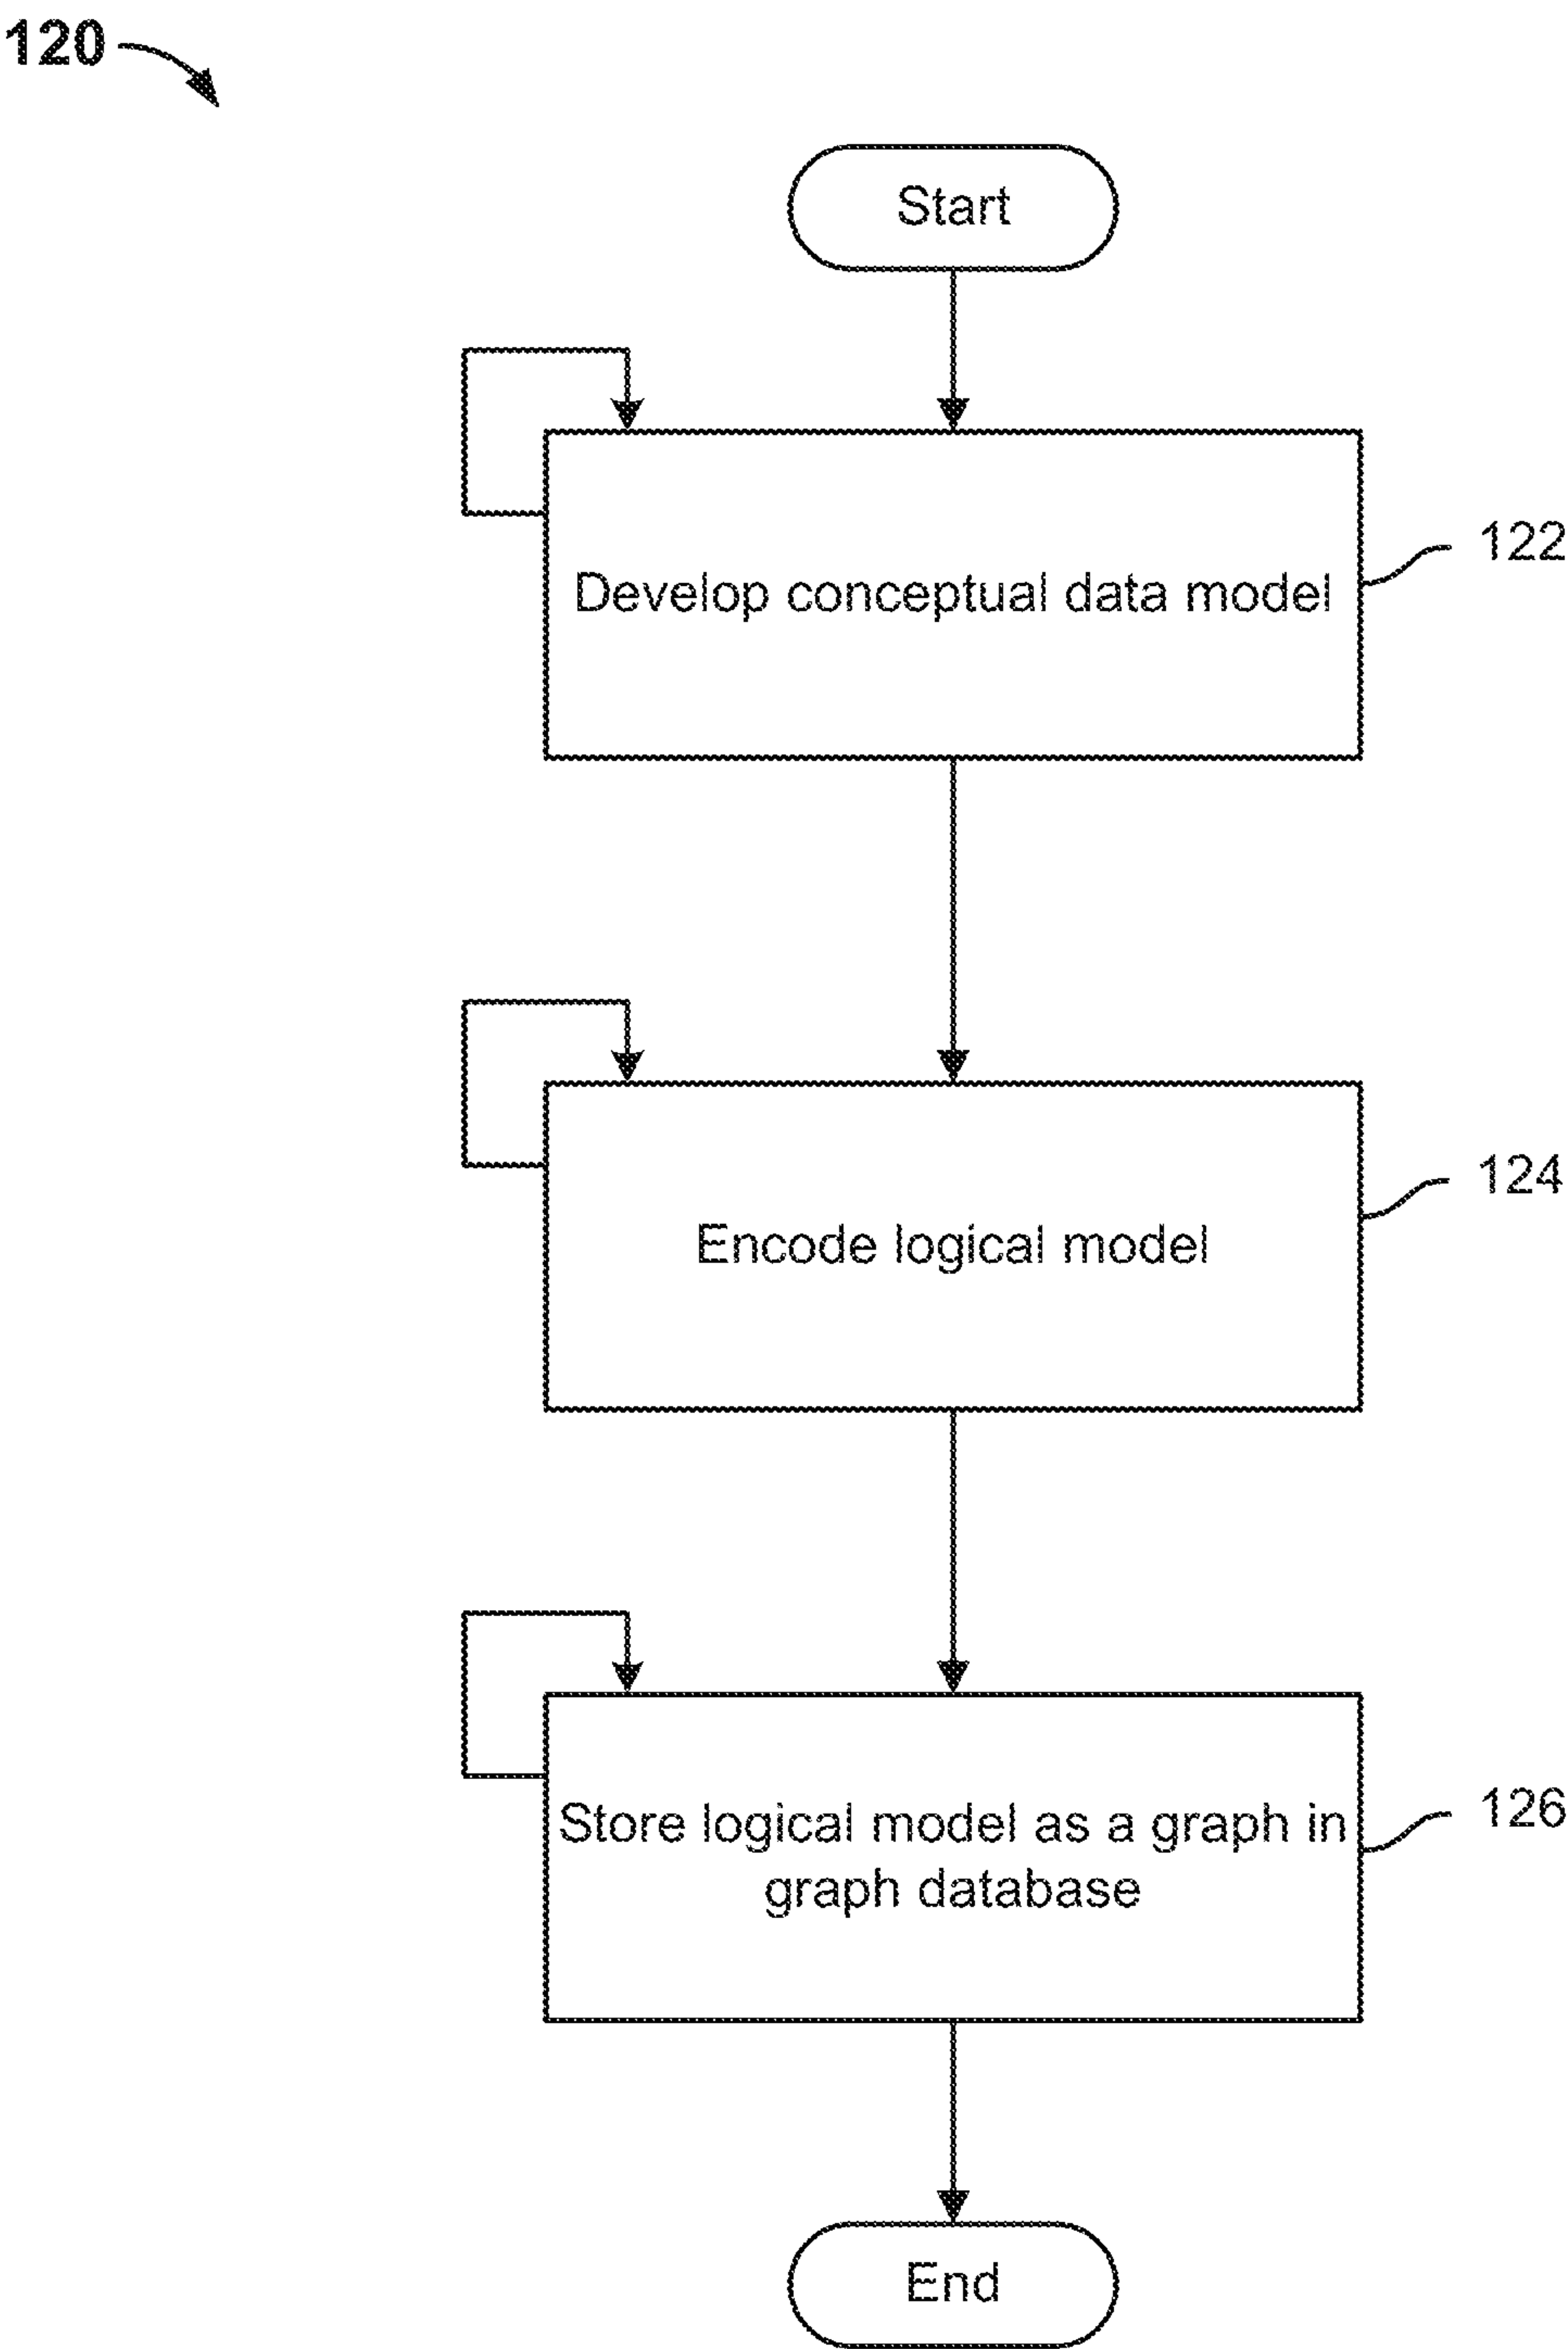 120
Start
Develop conceptual data model
122
Encode logical model
124
Store logical model as a graph in
graph database
126
End